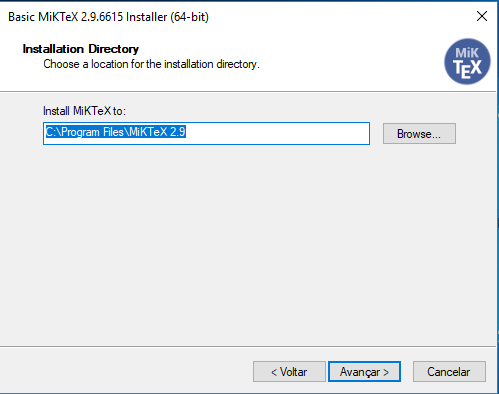 Basic MiKTeX 2.9.6615 Installer (64-bit)
Installation Directory
Choose a location for the installation directory.
MiK
TEX
Install MiKTeX to:
C:\Program Files\MiKTeX 2.9
Browse...
< Voltar
Avançar >
Cancelar